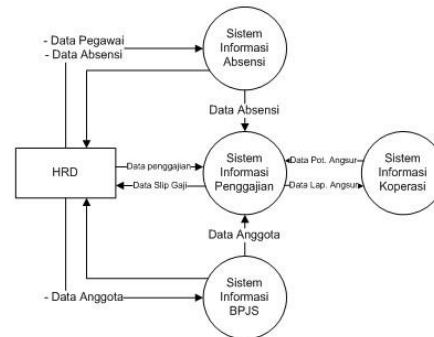 - Data Pegawai
- Data Absensi
Sistem
Informasi
Absensi
Data Absensi
HRD
Data penggajian
Data Slip Gaji
Sistem
Informasi
Penggajian
Data Pot. Angsur
Data Lap. Angsur
Sistem
Informasi
Koperasi
Data Anggota
- Data Anggota
Sistem
Informasi
BPJS